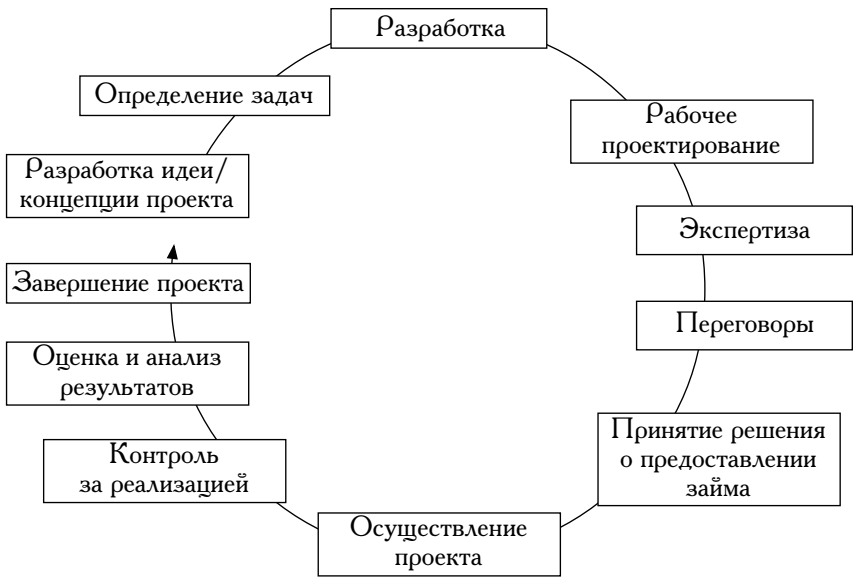 Разработка
Определение задач
Рабочее
проектирование
Разработка идеи/
концепции проекта
Экспертиза
Завершение проекта
Переговоры
Оценка и анализ
результатов
Принятие решения
о предоставлении
займа
Контроль
за реализацией
Осуществление
проекта